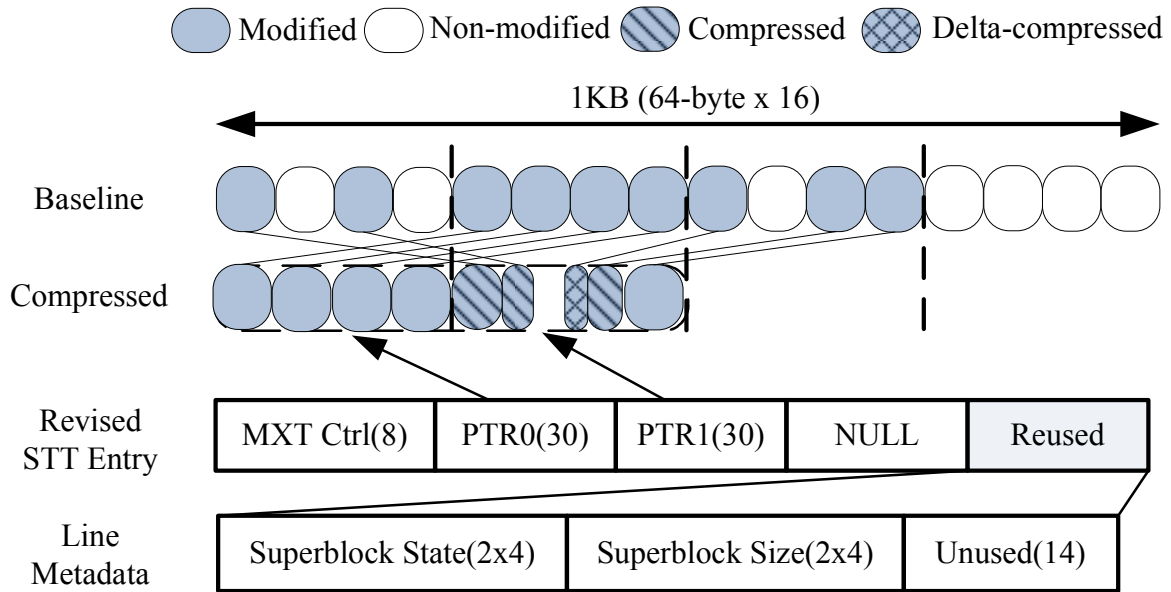 Modified Non-modified Compressed Delta-compressed
1KB (64-byte x 16)
Baseline
Compressed
Revised
STT Entry
MXT Ctrl(8) PTR0(30) PTR1(30) NULL Reused
Line
Metadata
Superblock State(2x4) Superblock Size(2x4) Unused(14)